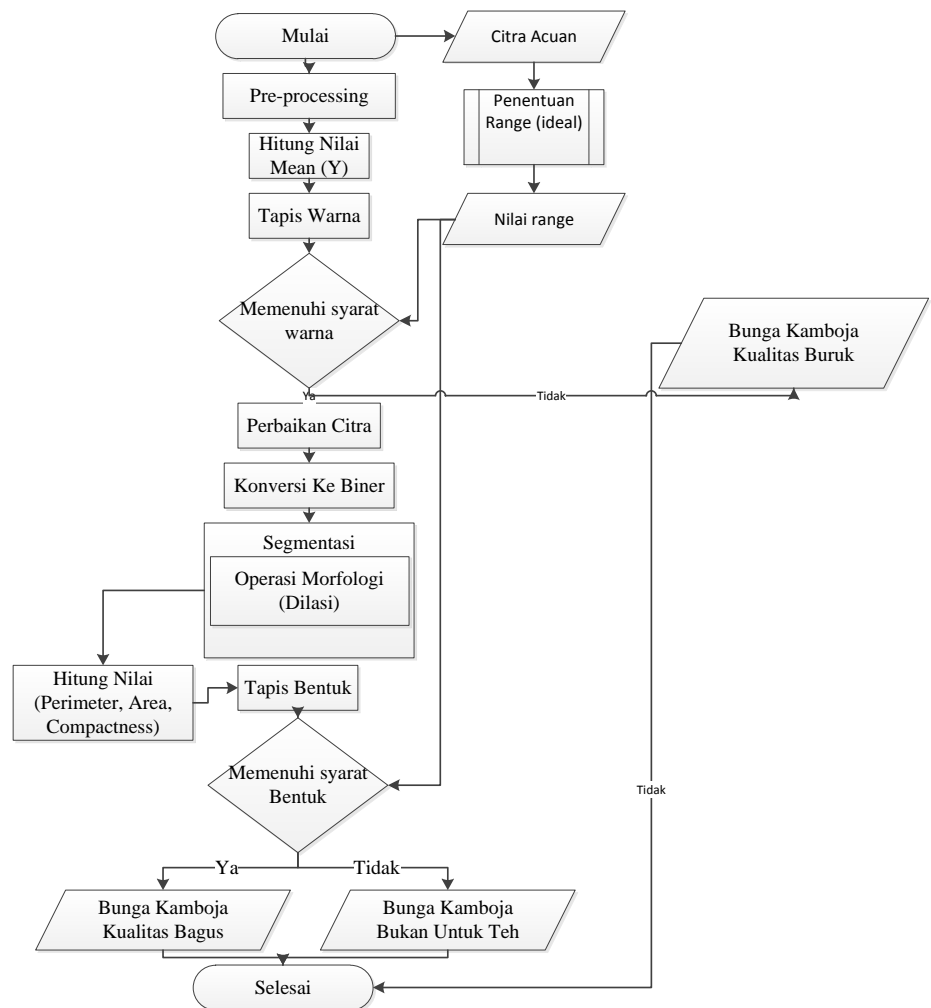 Mulai
Citra Acuan
Pre-processing
Penentuan
Range (ideal)
Hitung Nilai
Mean (Y)
Tapis Warna
Nilai range
Memenuhi syarat
warna
Bunga Kamboja
Kualitas Buruk
Ya
Tidak
Perbaikan Citra
Konversi Ke Biner
Segmentasi
Operasi Morfologi
(Dilasi)
Hitung Nilai
(Perimeter, Area,
Compactness)
Tapis Bentuk
Memenuhi syarat
Bentuk
Tidak
Ya
Tidak
Bunga Kamboja
Kualitas Bagus
Bunga Kamboja
Bukan Untuk Teh
Selesai